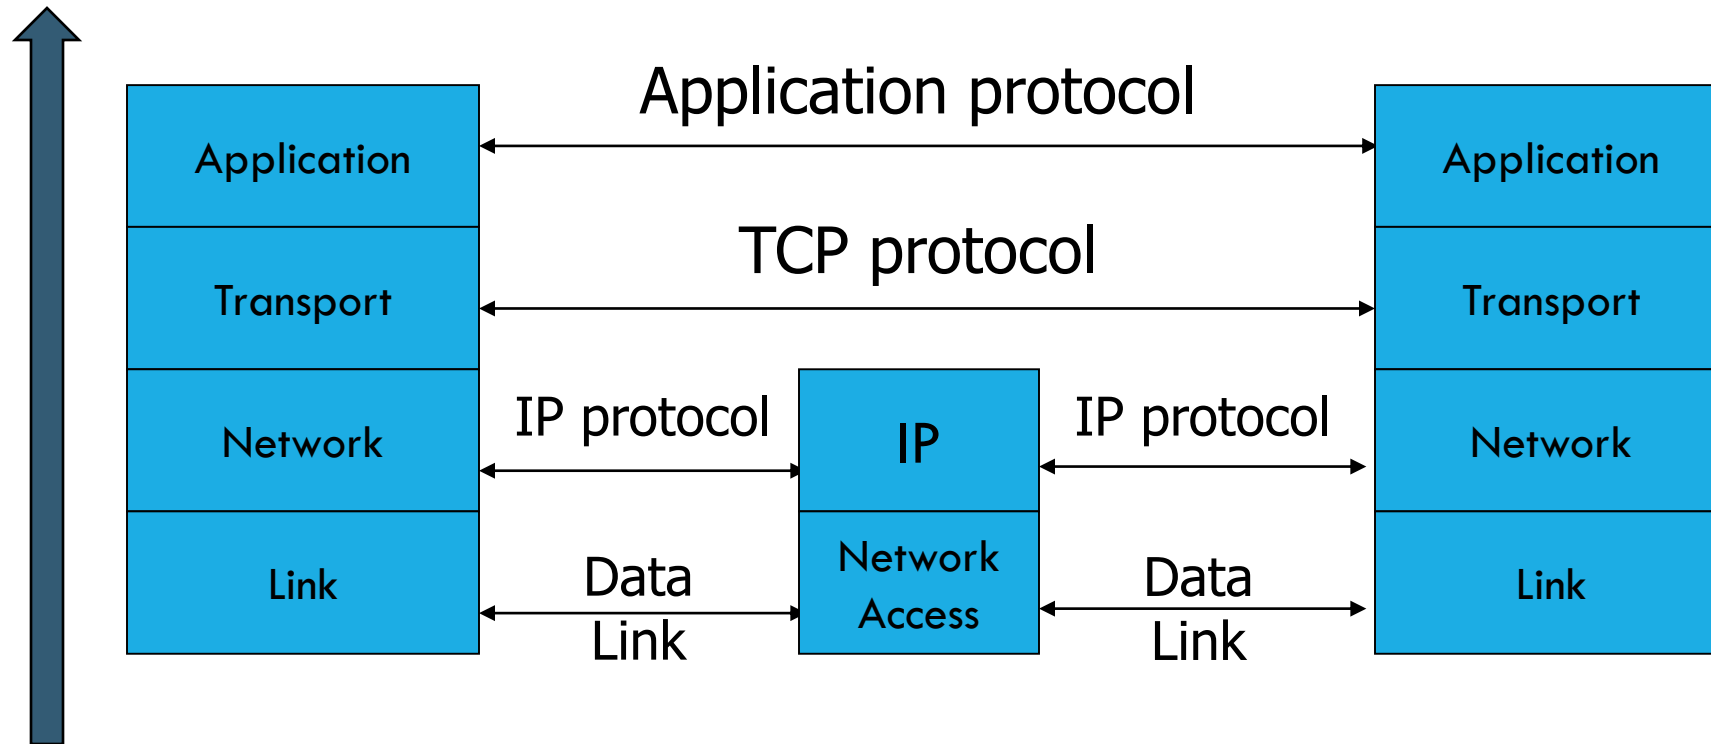 Application protocol
Application
Application
TCP protocol
Transport
Transport
IP protocol
IP
IP protocol
Network
Network
Network
Access
Data
Link
Data
Link
Link
Link